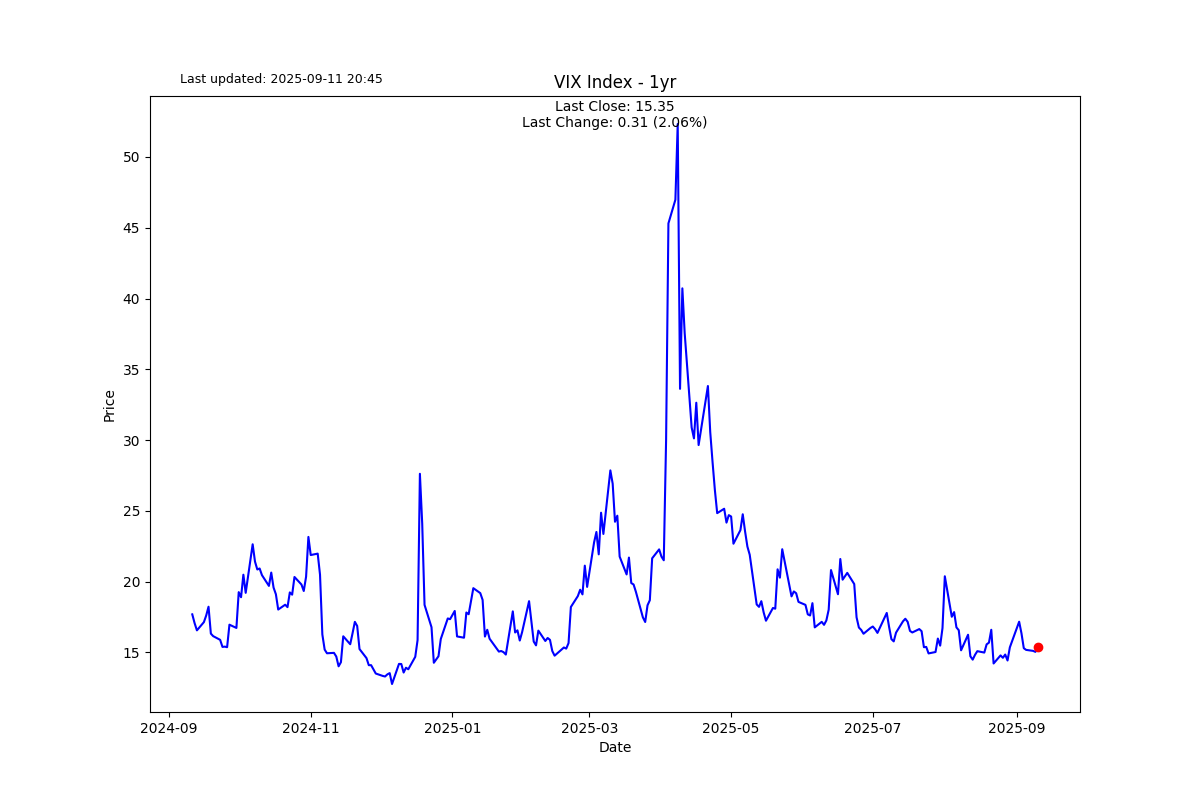 Last updated: 2025-09-11 20:45
VIX Index - 1yr
Last Close: 15.35
Last Change: 0.31 (2.06%)
50
45
40
35
30
25
20
15
Price
2024-09
2024-11
2025-01
2025-03
2025-05
2025-07
2025-09
Date